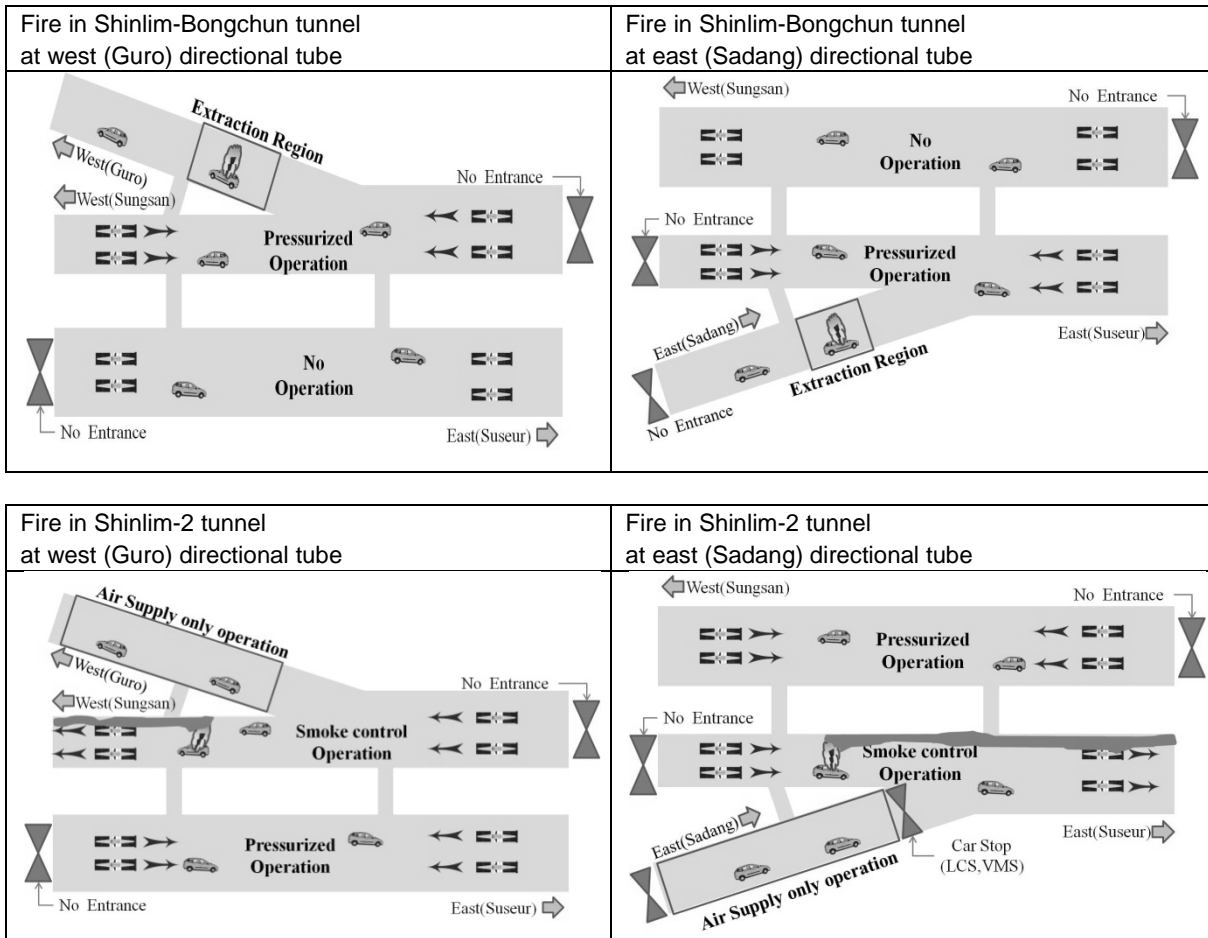 Fire in Shinlim-Bongchun tunnel
at west (Guro) directional tube
Extraction Region
West(Guro)
West(Sungsan)
No Entrance
Pressurized
Operation
No
Operation
No Entrance
East(Suseur)
Fire in Shinlim-Bongchun tunnel
at east (Sadang) directional tube
West(Sungsan)
No Entrance
No
Operation
No Entrance
Pressurized
Operation
East(Sadang)
Extraction Region
No Entrance
East(Suseur)
Fire in Shinlim-2 tunnel
at west (Guro) directional tube
Air Supply only operation
West(Guro)
West(Sungsan)
No Entrance
Smoke control
Operation
Pressurized
Operation
No Entrance
East(Suseur)
Fire in Shinlim-2 tunnel
at east (Sadang) directional tube
West(Sungsan)
No Entrance
Pressurized
Operation
No Entrance
Smoke control
Operation
East(Sadang)
East(Suseur)
Car Stop
(LCS,VMS)
Air Supply only operation